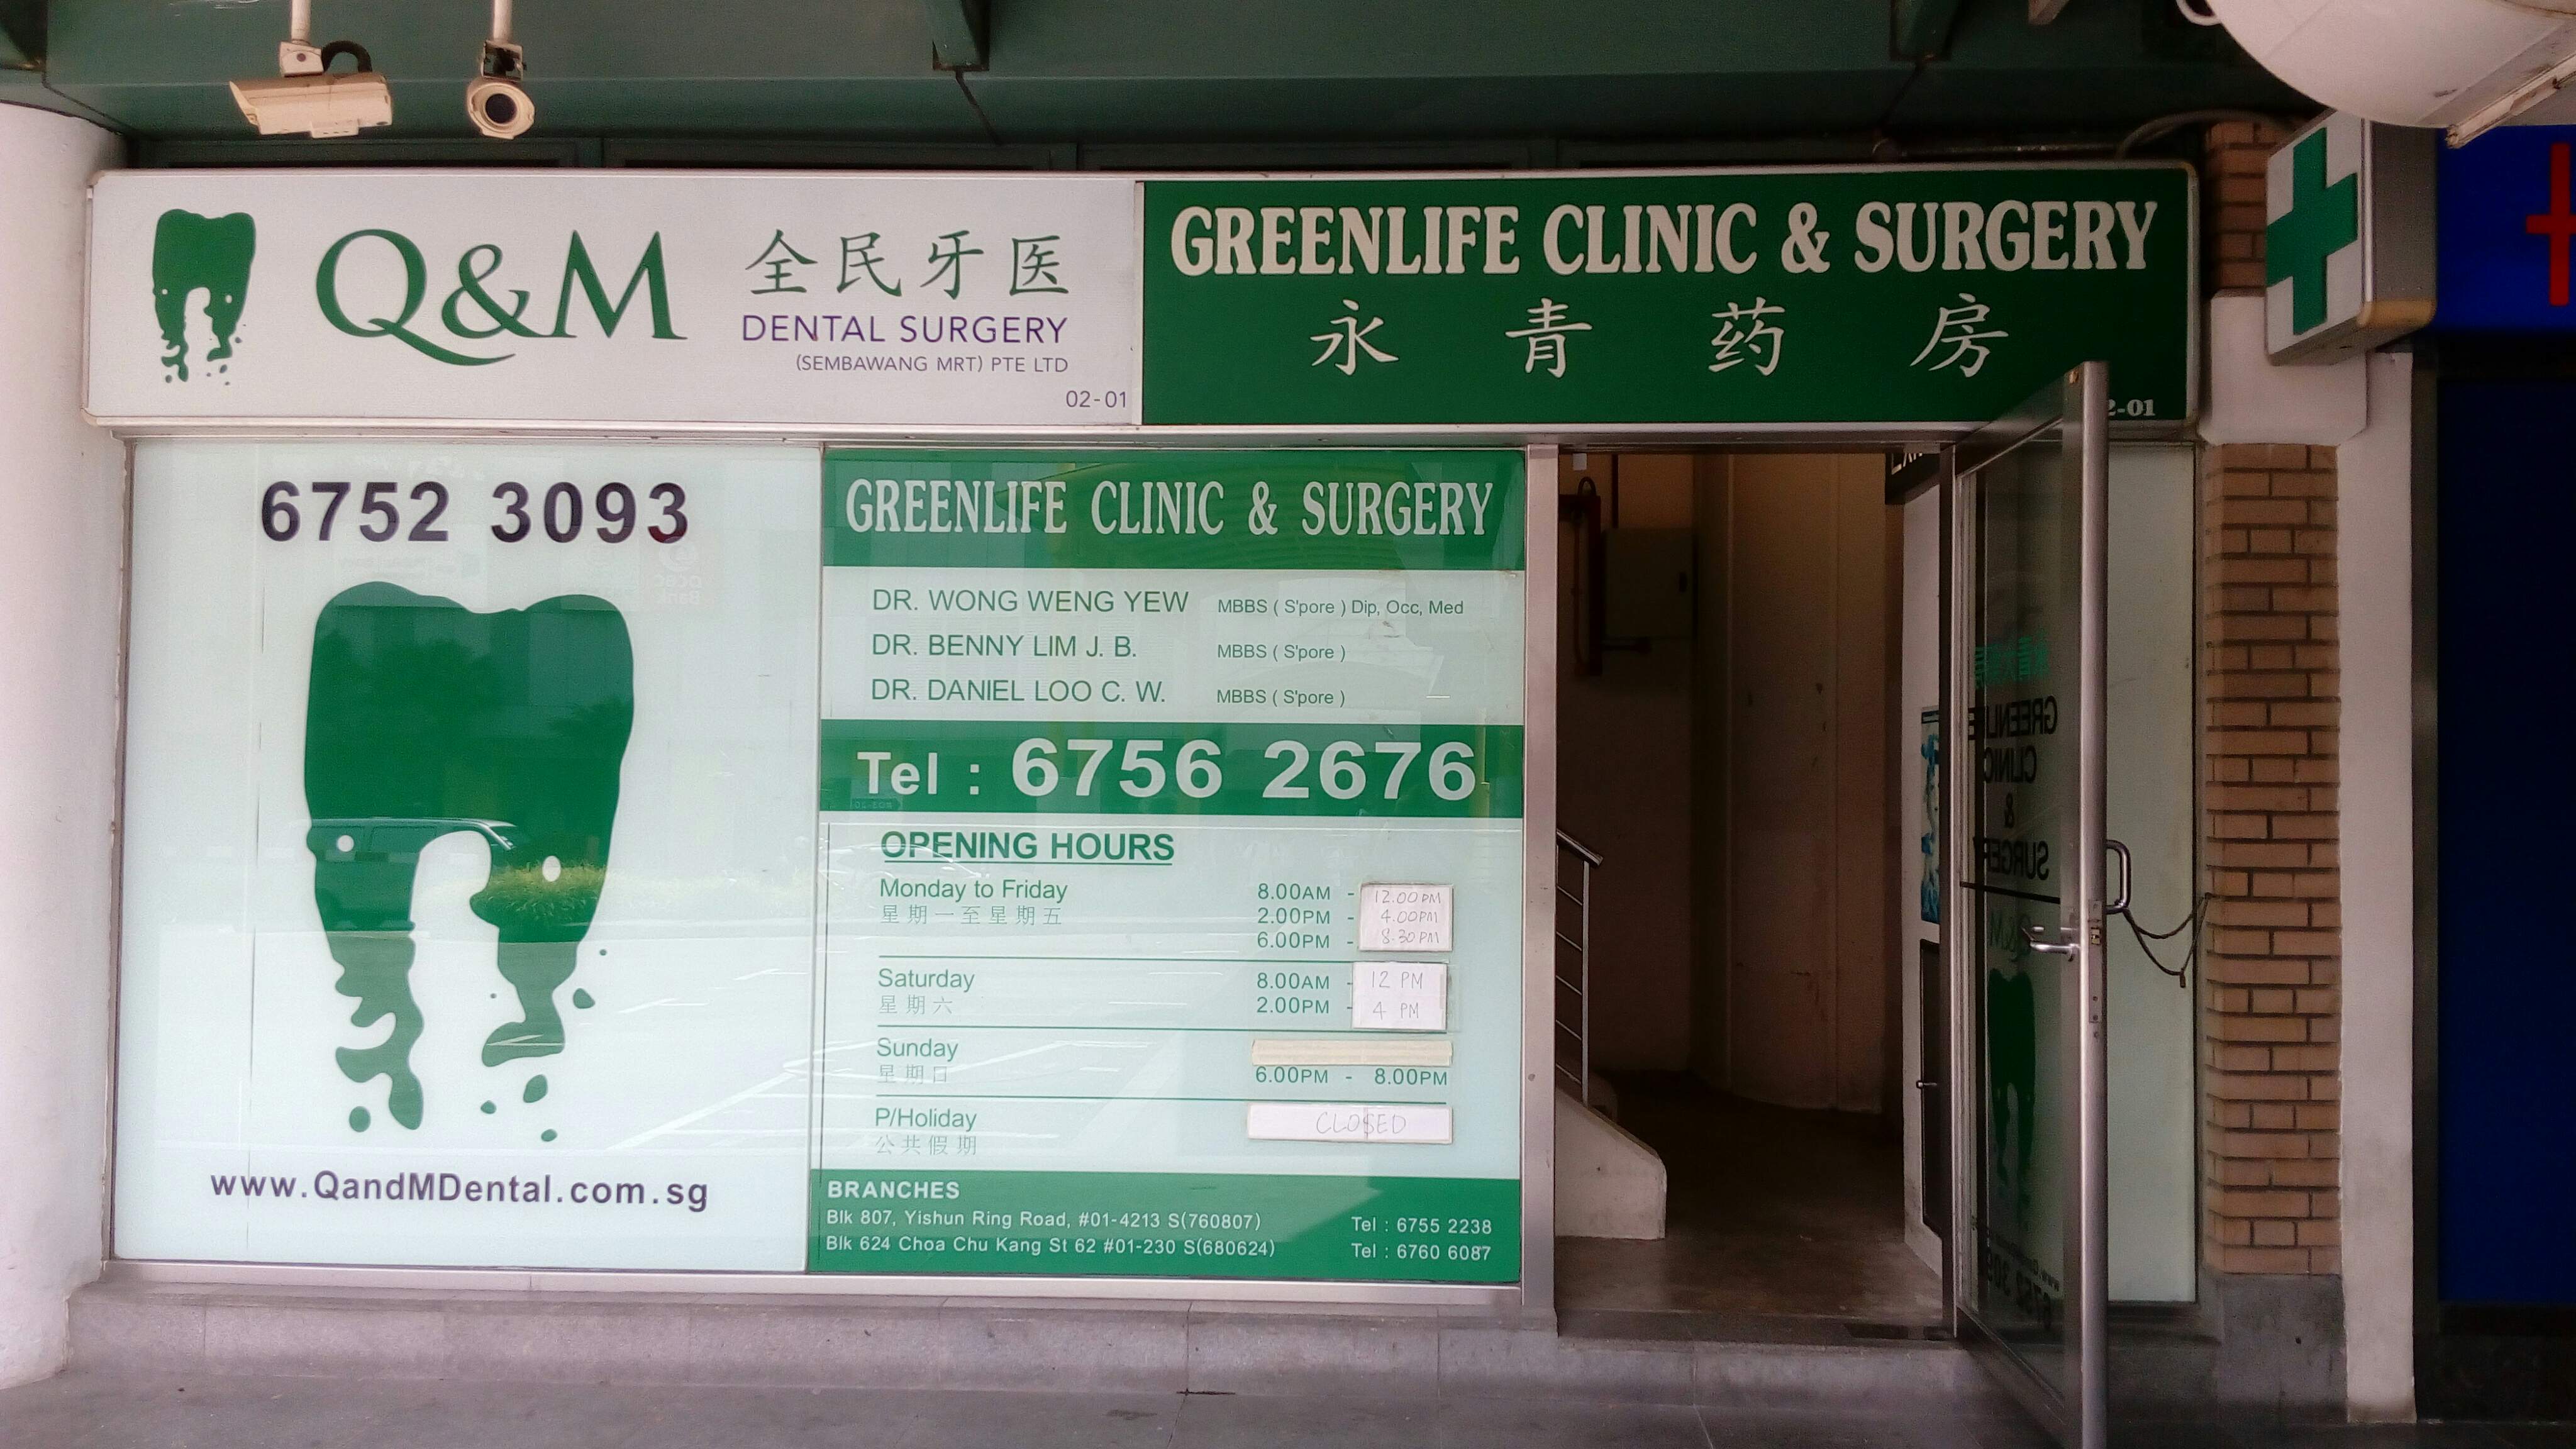 Q&M
全民牙医
DENTAL SURGERY
(SEMBAWANG MRT) PTE LTD
02-01
GREENLIFE CLINIC & SURGERY
永青药房
2-01
6752 3093
www.QandMDental.com.sg
GREENLIFE CLINIC & SURGERY
DR. WONG WENG YEW MBBS ( S'pore ) Dip, Occ, Med
DR. BENNY LIM J. B. MBBS ( S'pore )
DR. DANIEL LOO C. W. MBBS ( S'pore )
Tel : 6756 2676
OPENING HOURS
Monday to Friday 8.00AM - 12.00PM
星期一至星期五 2.00PM - 4.00PM
6.00PM - 8.30PM
Saturday 8.00AM - 12 PM
星期六 2.00PM - 4 PM
Sunday
星期日 6.00PM - 8.00PM
P/Holiday CLOSED
公共假期
BRANCHES
Blk 807, Yishun Ring Road, #01-4213 S(760807) Tel : 6755 2238
Blk 624 Choa Chu Kang St 62 #01-230 S(680624) Tel : 6760 6087
GREENLIFE
CLINIC
&
SURGERY
Q&M